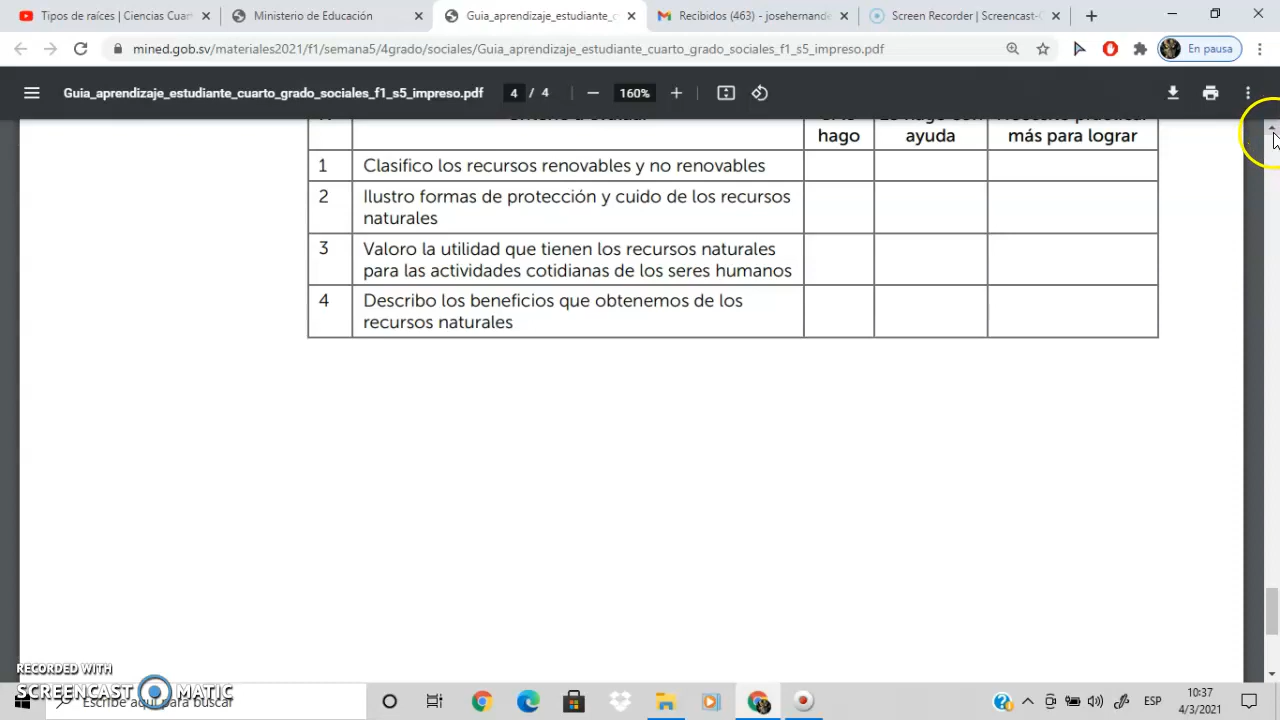 Tipos de raíces | Ciencias Cuart
Ministerio de Educación
Guia_aprendizaje_estudiante_c
Recibidos (463) - josehernande
Screen Recorder | Screencast-O
mined.gob.sv/materiales2021/f1/semana5/4grado/sociales/Guia_aprendizaje_estudiante_cuarto_grado_sociales_f1_s5_impreso.pdf
En pausa
Guia_aprendizaje_estudiante_cuarto_grado_sociales_f1_s5_impreso.pdf
4 / 4
160%
hago
ayuda
más para lograr
1 Clasifico los recursos renovables y no renovables
2 Ilustro formas de protección y cuido de los recursos
naturales
3 Valoro la utilidad que tienen los recursos naturales
para las actividades cotidianas de los seres humanos
4 Describo los beneficios que obtenemos de los
recursos naturales
RECORDED WITH
SCREENCAST MATIC
Escribe aquí para buscar
ESP
10:37
4/3/2021